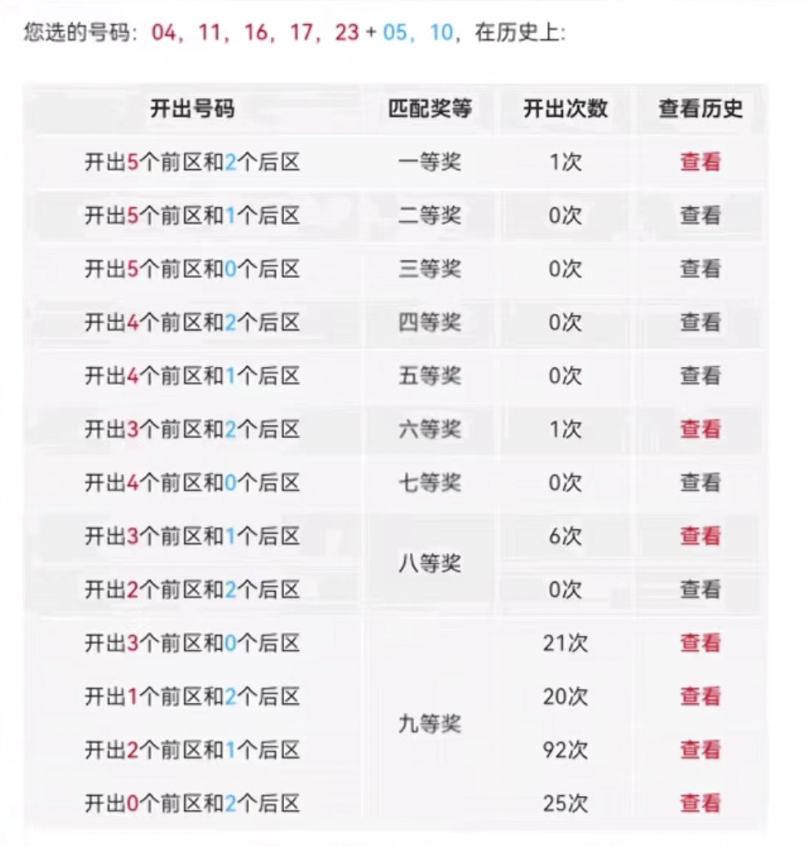 您选的号码：04，11，16，17，23 + 05，10，在历史上：
开出号码 匹配奖等 开出次数 查看历史
开出5个前区和2个后区 一等奖 1次 查看
开出5个前区和1个后区 二等奖 0次 查看
开出5个前区和0个后区 三等奖 0次 查看
开出4个前区和2个后区 四等奖 0次 查看
开出4个前区和1个后区 五等奖 0次 查看
开出3个前区和2个后区 六等奖 1次 查看
开出4个前区和0个后区 七等奖 0次 查看
开出3个前区和1个后区 6次 查看
八等奖
开出2个前区和2个后区 0次 查看
开出3个前区和0个后区 21次 查看
开出1个前区和2个后区 20次 查看
九等奖
开出2个前区和1个后区 92次 查看
开出0个前区和2个后区 25次 查看